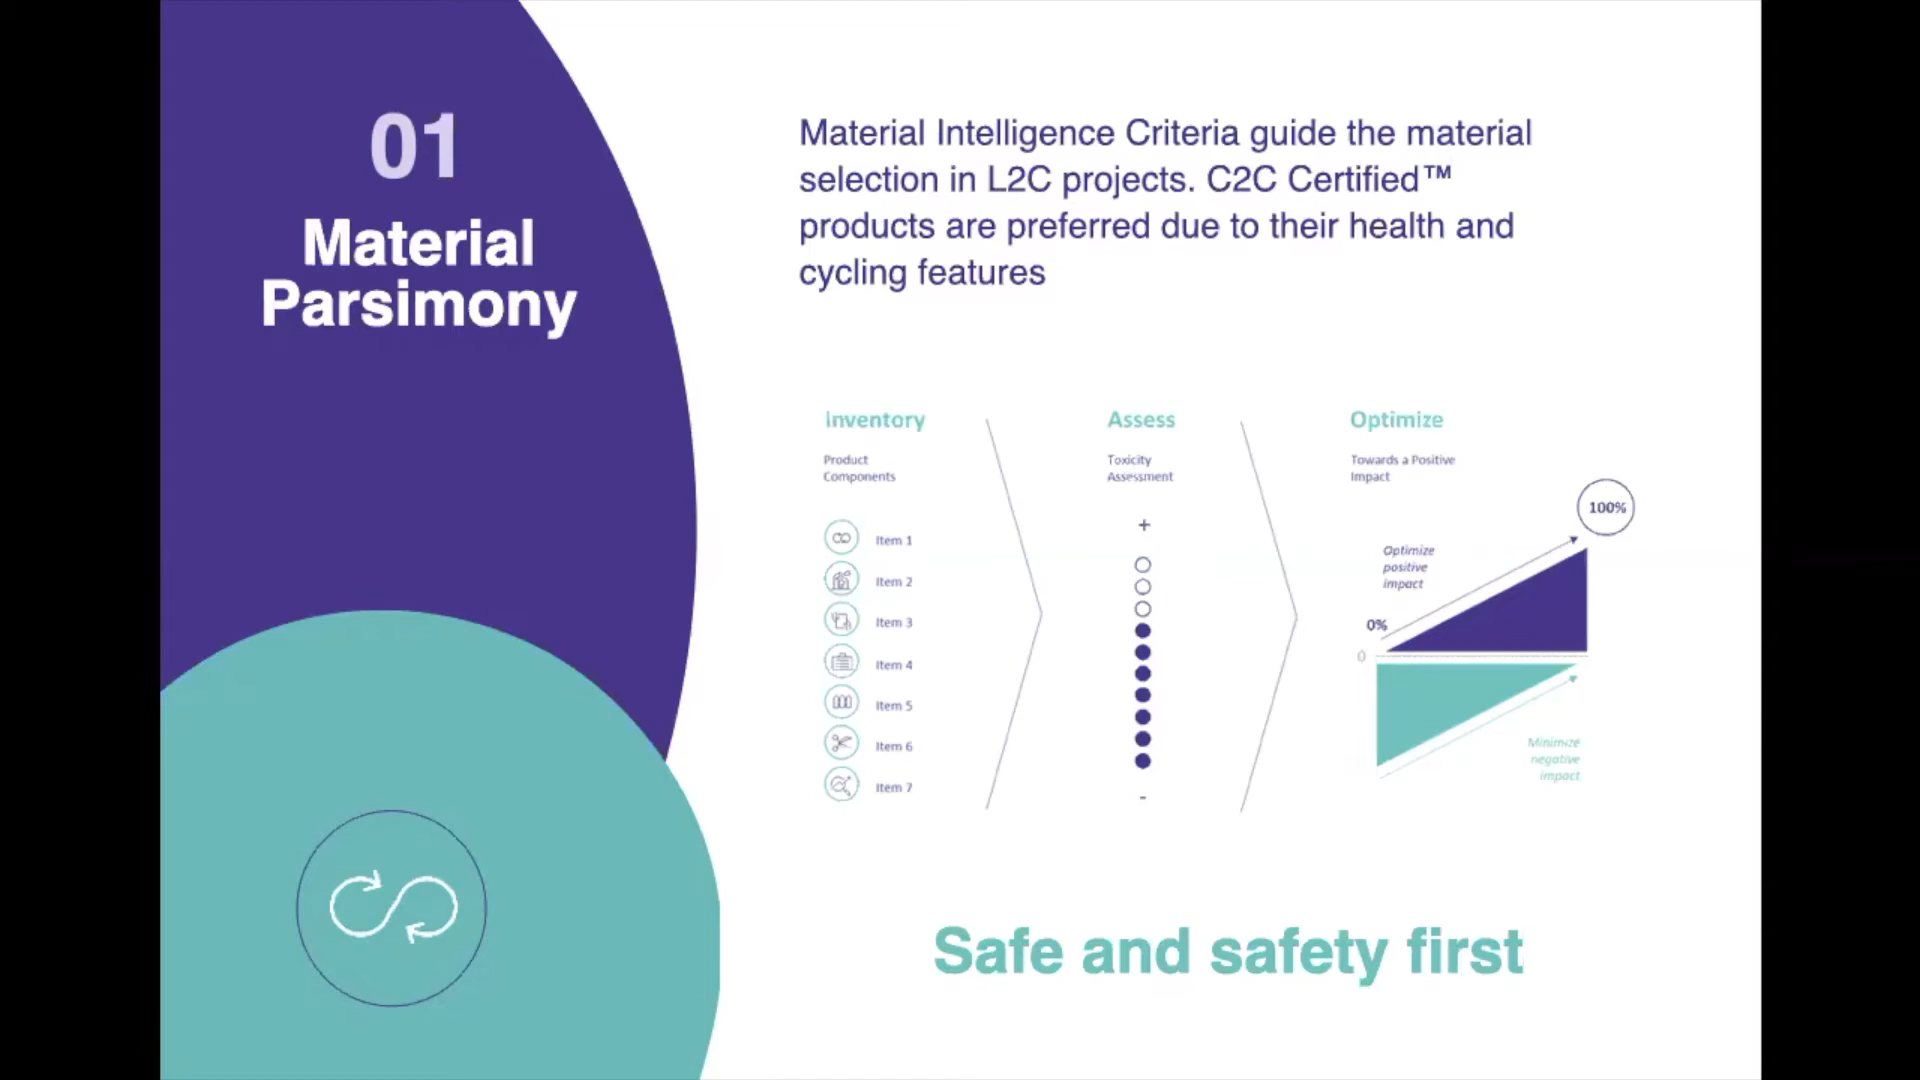 01
Material
Parsimony
Material Intelligence Criteria guide the material
selection in L2C projects. C2C Certified™
products are preferred due to their health and
cycling features
Inventory
Product
Components
Item 1
Item 2
Item 3
Item 4
Item 5
Item 6
Item 7
Assess
Toxicity
Assessment
+
-
Optimize
Towards a Positive
Impact
100%
Optimize
positive
impact
0%
0
Minimize
negative
impact
Safe and safety first